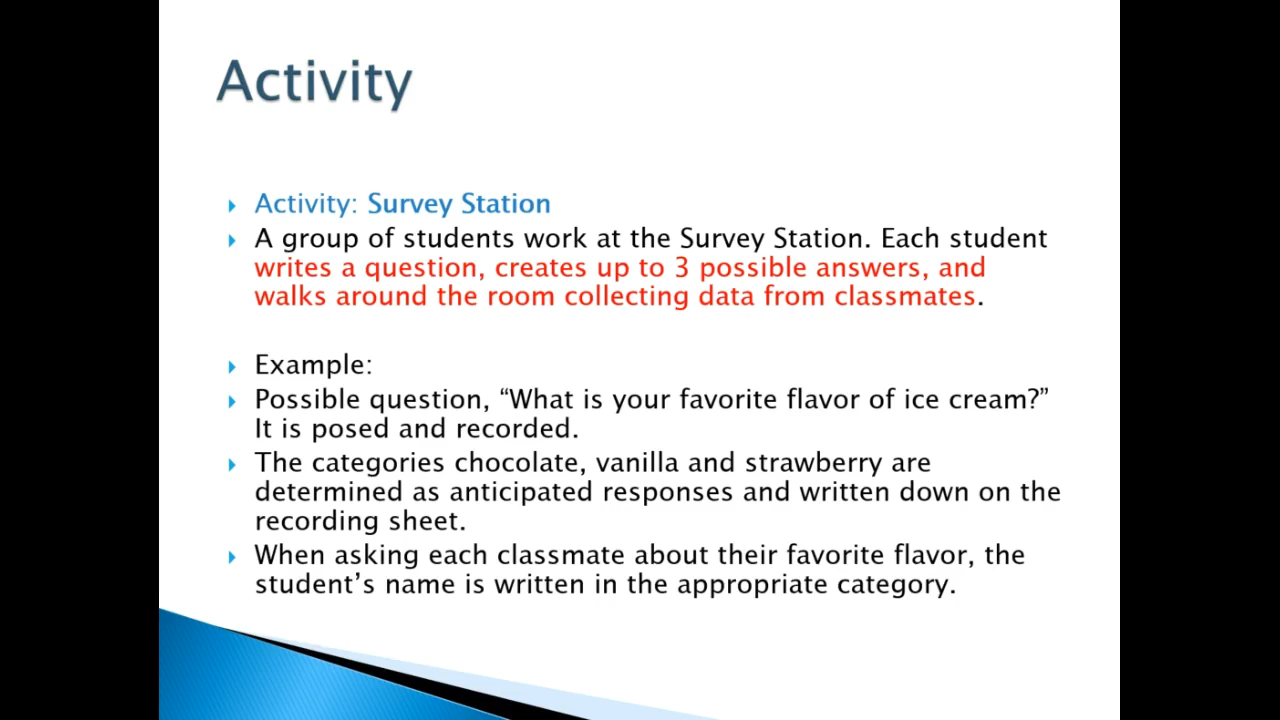 Activity
Activity: Survey Station
A group of students work at the Survey Station. Each student
writes a question, creates up to 3 possible answers, and
walks around the room collecting data from classmates.
Example:
Possible question, “What is your favorite flavor of ice cream?”
It is posed and recorded.
The categories chocolate, vanilla and strawberry are
determined as anticipated responses and written down on the
recording sheet.
When asking each classmate about their favorite flavor, the
student’s name is written in the appropriate category.